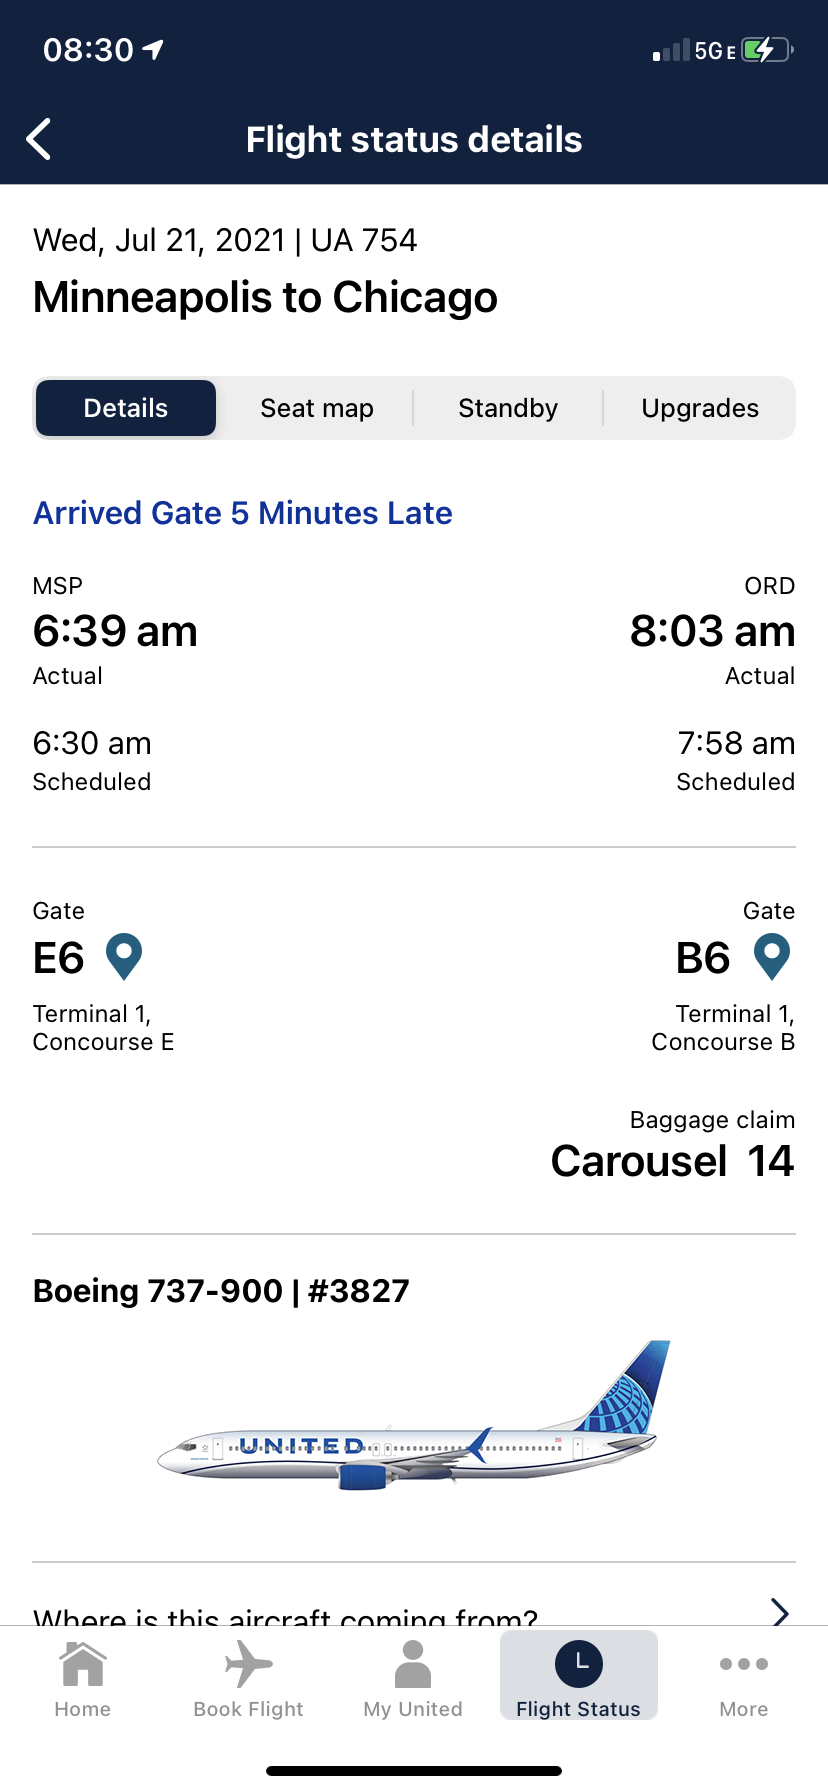 08:30
5G E
Flight status details
Wed, Jul 21, 2021 | UA 754
Minneapolis to Chicago
Details
Seat map
Standby
Upgrades
Arrived Gate 5 Minutes Late
MSP
ORD
6:39 am
8:03 am
Actual
Actual
6:30 am
7:58 am
Scheduled
Scheduled
Gate
Gate
E6
B6
Terminal 1,
Concourse E
Terminal 1,
Concourse B
Baggage claim
Carousel 14
Boeing 737-900 | #3827
UNITED
Where is this aircraft coming from?
Home
Book Flight
My United
Flight Status
More